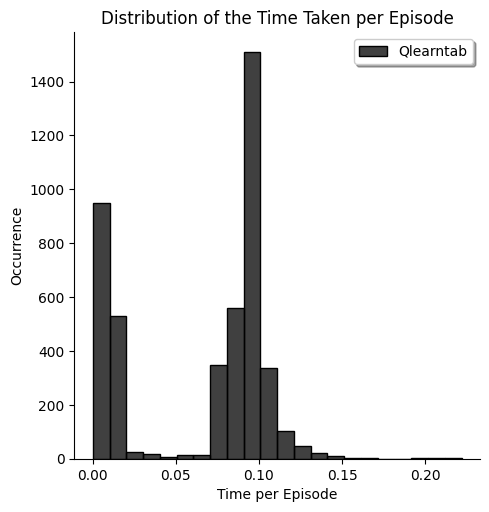 Distribution of the Time Taken per Episode
Qlearntab
1400
1200
1000
800
600
400
200
0
Occurrence
0.00 0.05 0.10 0.15 0.20
Time per Episode